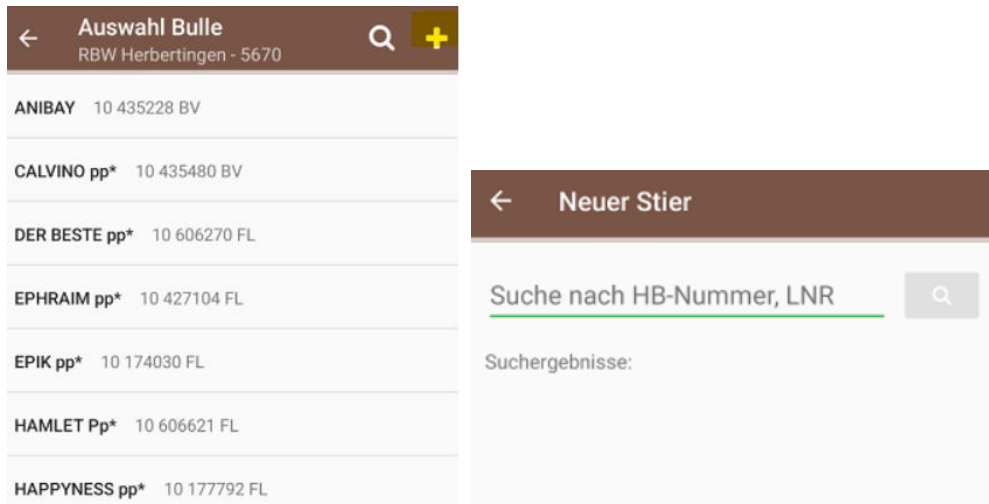 Auswahl Bulle
RBW Herbertingen - 5670
ANIBAY 10 435228 BV
CALVINO pp* 10 435480 BV
DER BESTE pp* 10 606270 FL
EPHRAIM pp* 10 427104 FL
EPIK pp* 10 174030 FL
HAMLET Pp* 10 606621 FL
HAPPYNESS pp* 10 177792 FL
Neuer Stier
Suche nach HB-Nummer, LNR
Suchergebnisse: